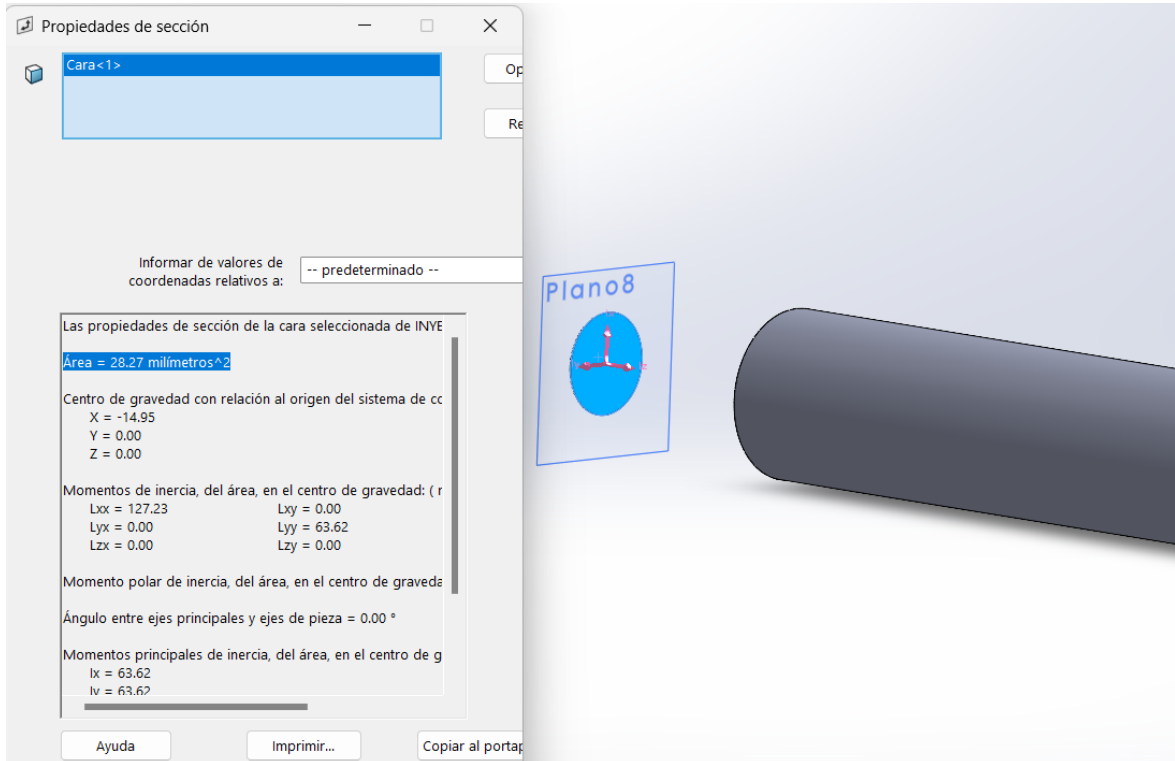 Propiedades de sección
Cara<1>
Op
Re
Informar de valores de
coordenadas relativos a:
-- predeterminado --
Las propiedades de sección de la cara seleccionada de INYE
Área = 28.27 milímetros^2
Centro de gravedad con relación al origen del sistema de co
X = -14.95
Y = 0.00
Z = 0.00
Momentos de inercia, del área, en el centro de gravedad: ( r
Lxx = 127.23 Lxy = 0.00
Lyx = 0.00 Lyy = 63.62
Lzx = 0.00 Lzy = 0.00
Momento polar de inercia, del área, en el centro de graveda
Ángulo entre ejes principales y ejes de pieza = 0.00 °
Momentos principales de inercia, del área, en el centro de g
Ix = 63.62
Iy = 63.62
Ayuda
Imprimir...
Copiar al portap
Plano8